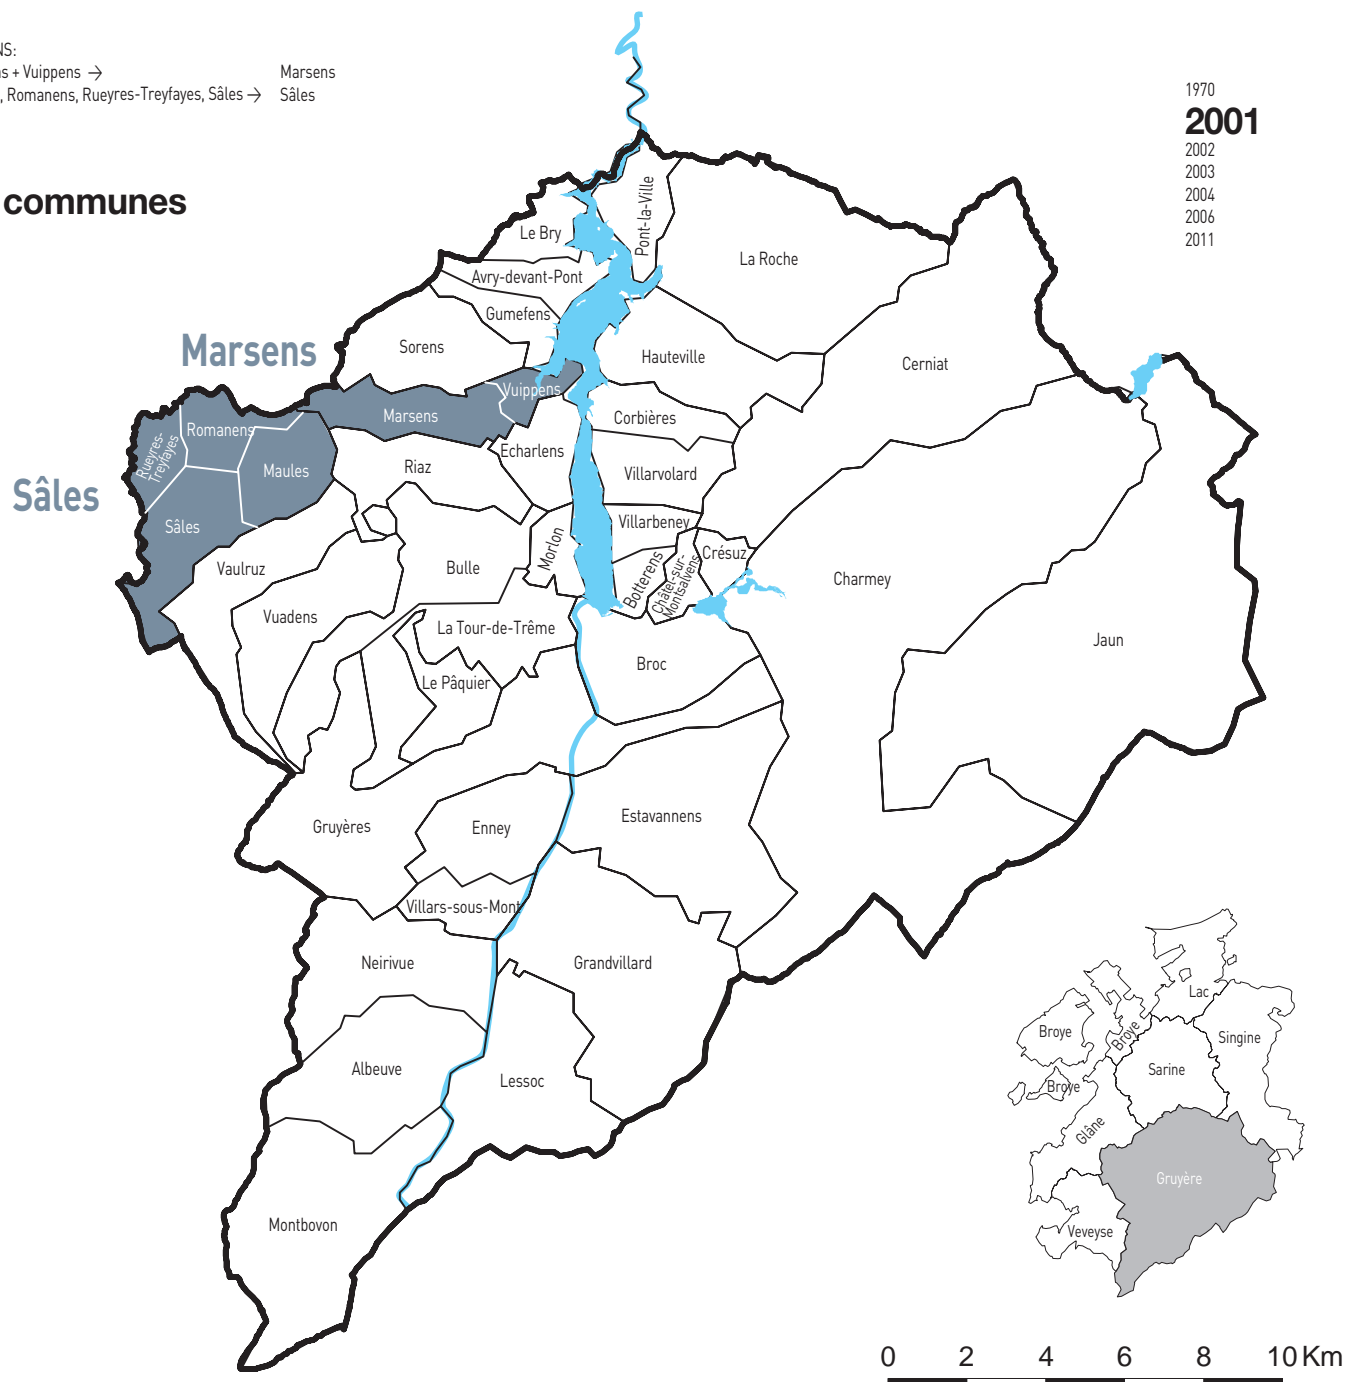 NS:
s + Vuippens → Marsens
, Romanens, Rueyres-Treyfayes, Sâles → Sâles
communes
1970
2001
2002
2003
2004
2006
2011
Marsens
Sâles
Pont-la-Ville
Le Bry
La Roche
Avry-devant-Pont
Gumefens
Sorens
Hauteville
Cerniat
Vuippens
Marsens
Corbières
Romanens
Rueyres-
Treyfayes
Maules
Riaz
Echarlens
Villarvolard
Sâles
Villarbeney
Morlon
Crésuz
Vaulruz
Bulle
Botterens
Châtel-sur-
Montsalvens
Charmey
Vuadens
La Tour-de-Trême
Jaun
Broc
Le Pâquier
Gruyères
Enney
Estavannens
Villars-sous-Mont
Neirivue
Grandvillard
Albeuve
Lessoc
Montbovon
Lac
Broye
Broye
Singine
Sarine
Broye
Glâne
Gruyère
Veveyse
0 2 4 6 8 10 Km